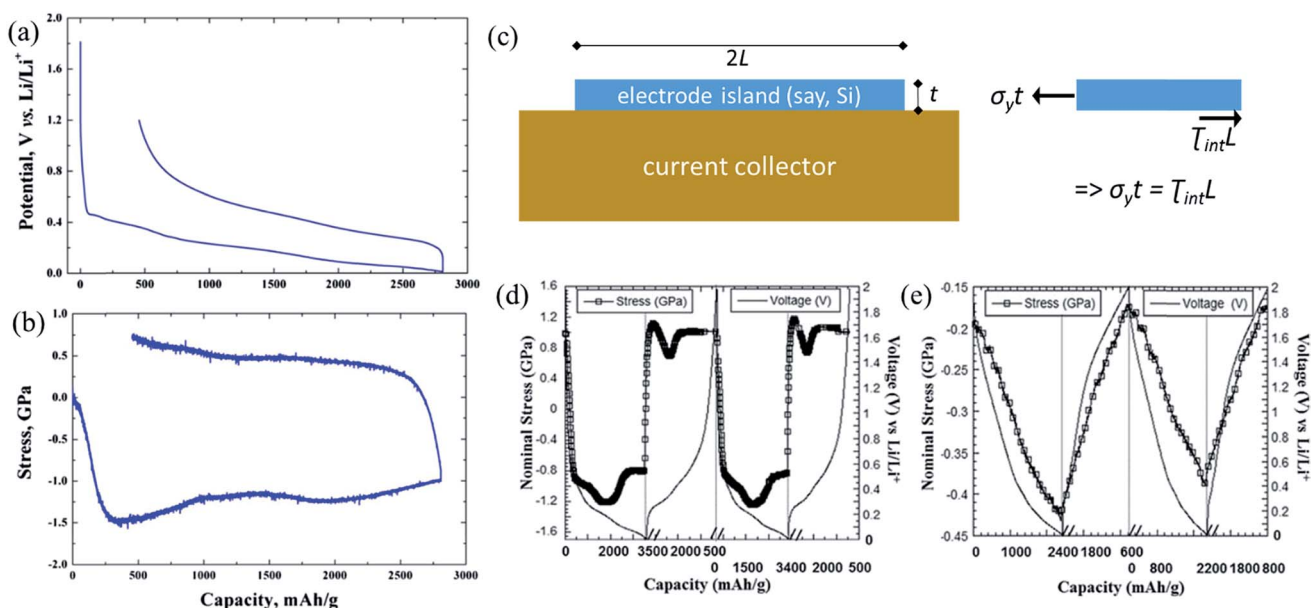 (a)
2.0
1.6
1.2
0.8
0.4
0.0
Potential, V vs. Li/Li⁺
0 500 1000 1500 2000 2500 3000
(b)
1.0
0.5
0.0
-0.5
-1.0
-1.5
-2.0
Stress, GPa
0 500 1000 1500 2000 2500 3000
Capacity, mAh/g
(c)
2L
electrode island (say, Si)
t
current collector
σyt
τintL
=> σyt = τintL
(d)
Stress (GPa)
Voltage (V)
1.6
1.2
0.8
0.4
0
-0.4
-0.8
-1.2
-1.6
Nominal Stress (GPa)
2
1.8
1.6
1.4
1.2
1
0.8
0.6
0.4
0.2
0
Voltage (V) vs Li/Li⁺
0 2000 3500 2000 500
0 1500 3400 2000 500
Capacity (mAh/g)
(e)
Stress (GPa)
Voltage (V)
-0.15
-0.2
-0.25
-0.3
-0.35
-0.4
-0.45
Nominal Stress (GPa)
2
1.8
1.6
1.4
1.2
1
0.8
0.6
0.4
0.2
0
Voltage (V) vs Li/Li⁺
0 1000 2400 1800 600
0 800 2200 1800 800
Capacity (mAh/g)